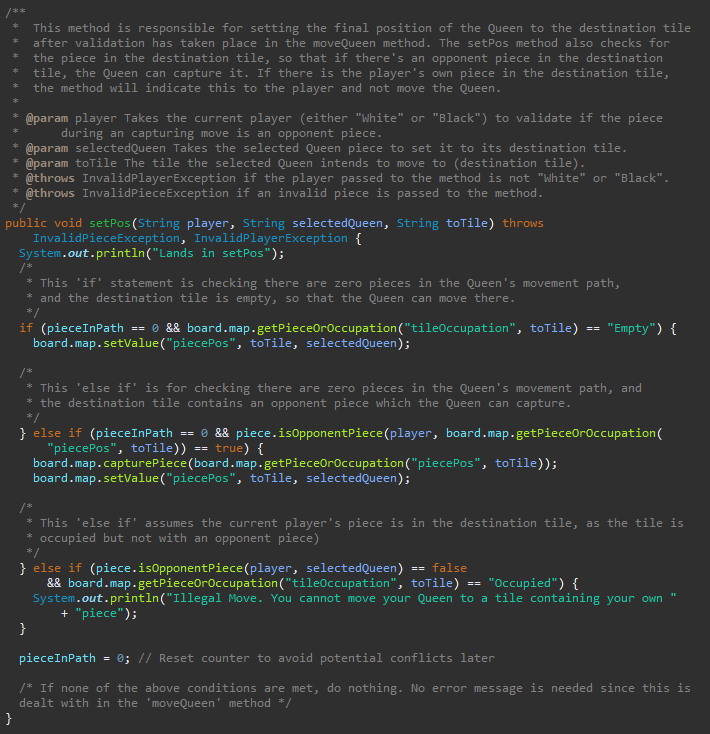 /**
 *  This method is responsible for setting the final position of the Queen to the destination tile
 *  after validation has taken place in the moveQueen method. The setPos method also checks for
 *  the piece in the destination tile, so that if there's an opponent piece in the destination
 *  tile, the Queen can capture it. If there is the player's own piece in the destination tile,
 *  the method will indicate this to the player and not move the Queen.
 *
 * @param player Takes the current player (either "White" or "Black") to validate if the piece
 *      during an capturing move is an opponent piece.
 * @param selectedQueen Takes the selected Queen piece to set it to its destination tile.
 * @param toTile The tile the selected Queen intends to move to (destination tile).
 * @throws InvalidPlayerException if the player passed to the method is not "White" or "Black".
 * @throws InvalidPieceException if an invalid piece is passed to the method.
 */
public void setPos(String player, String selectedQueen, String toTile) throws
    InvalidPieceException, InvalidPlayerException {
  System.out.println("Lands in setPos");
  /*
   * This 'if' statement is checking there are zero pieces in the Queen's movement path,
   * and the destination tile is empty, so that the Queen can move there.
   */
  if (pieceInPath == 0 && board.map.getPieceOrOccupation("tileOccupation", toTile) == "Empty") {
    board.map.setValue("piecePos", toTile, selectedQueen);

  /*
   * This 'else if' is for checking there are zero pieces in the Queen's movement path, and
   * the destination tile contains an opponent piece which the Queen can capture.
   */
  } else if (pieceInPath == 0 && piece.isOpponentPiece(player, board.map.getPieceOrOccupation(
      "piecePos", toTile)) == true) {
    board.map.capturePiece(board.map.getPieceOrOccupation("piecePos", toTile));
    board.map.setValue("piecePos", toTile, selectedQueen);

  /*
   * This 'else if' assumes the current player's piece is in the destination tile, as the tile is
   * occupied but not with an opponent piece)
   */
  } else if (piece.isOpponentPiece(player, selectedQueen) == false
      && board.map.getPieceOrOccupation("tileOccupation", toTile) == "Occupied") {
    System.out.println("Illegal Move. You cannot move your Queen to a tile containing your own "
        + "piece");
  }

  pieceInPath = 0; // Reset counter to avoid potential conflicts later

  /* If none of the above conditions are met, do nothing. No error message is needed since this is
  dealt with in the 'moveQueen' method */
}